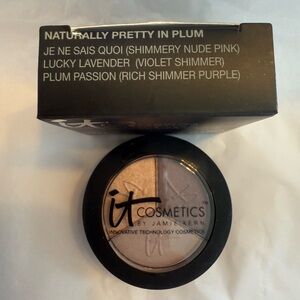 NATURALLY PRETTY IN PLUM
JE NE SAIS QUOI (SHIMMERY NUDE PINK)
LUCKY LAVENDER (VIOLET SHIMMER)
PLUM PASSION (RICH SHIMMER PURPLE)
it
COSMETICS™
BY JAMIE KERN
INNOVATIVE TECHNOLOGY COSMETICS